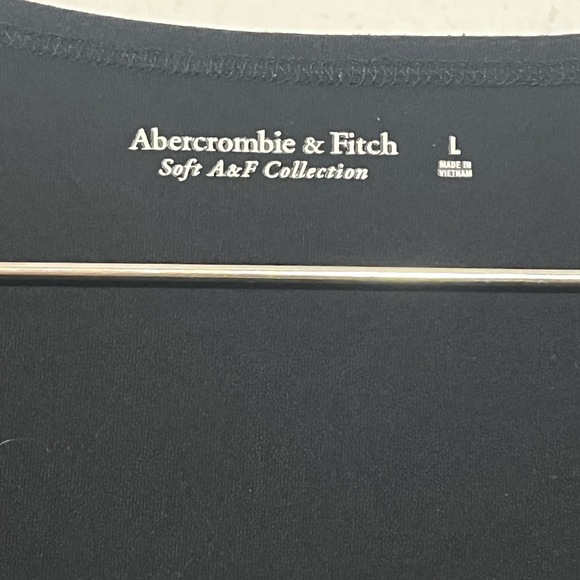 Abercrombie & Fitch
Soft A&F Collection
L
MADE IN
VIETNAM